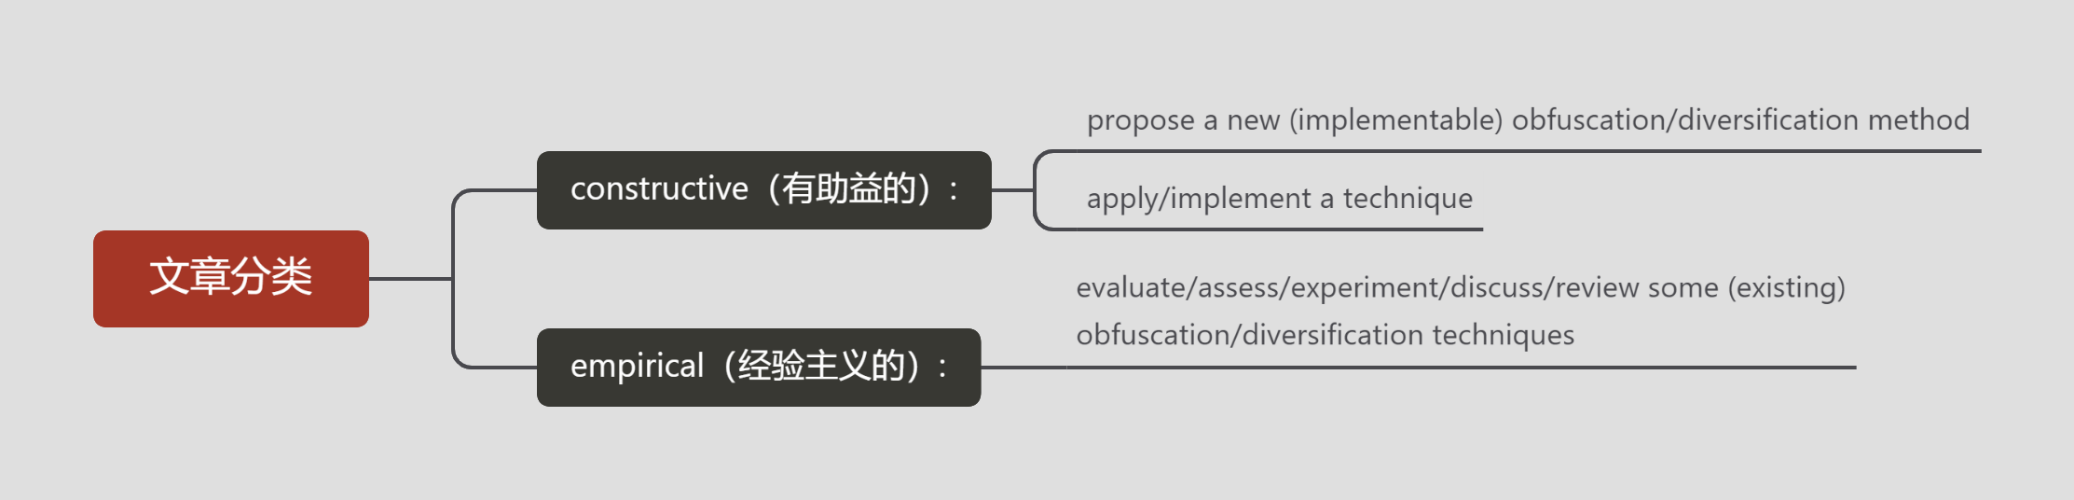 文章分类
constructive（有助益的）:
propose a new (implementable) obfuscation/diversification method
apply/implement a technique
empirical（经验主义的）:
evaluate/assess/experiment/discuss/review some (existing)
obfuscation/diversification techniques